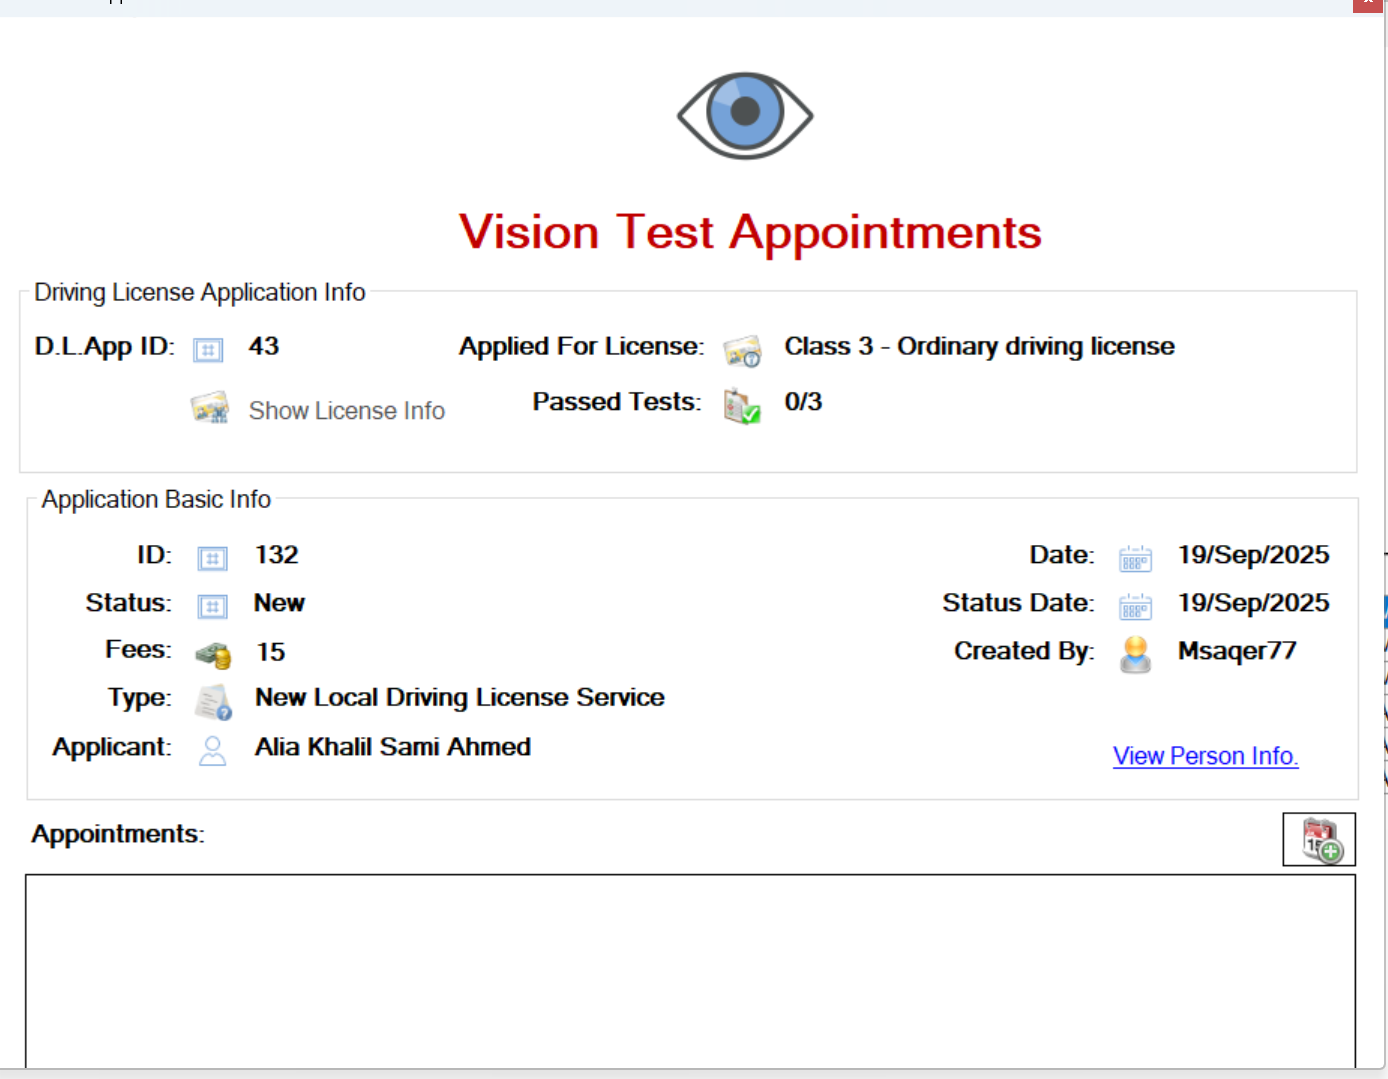 Vision Test Appointments
Driving License Application Info
D.L.App ID: 43 Applied For License: Class 3 - Ordinary driving license
Show License Info Passed Tests: 0/3
Application Basic Info
ID: 132 Date: 19/Sep/2025
Status: New Status Date: 19/Sep/2025
Fees: 15 Created By: Msaqer77
Type: New Local Driving License Service
Applicant: Alia Khalil Sami Ahmed View Person Info.
Appointments: